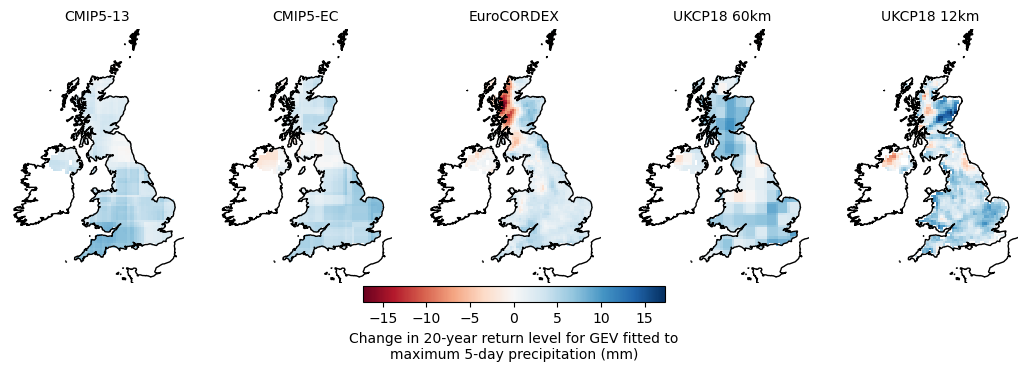 CMIP5-13 CMIP5-EC EuroCORDEX UKCP18 60km UKCP18 12km
−15 −10 −5 0 5 10 15
Change in 20-year return level for GEV fitted to
maximum 5-day precipitation (mm)